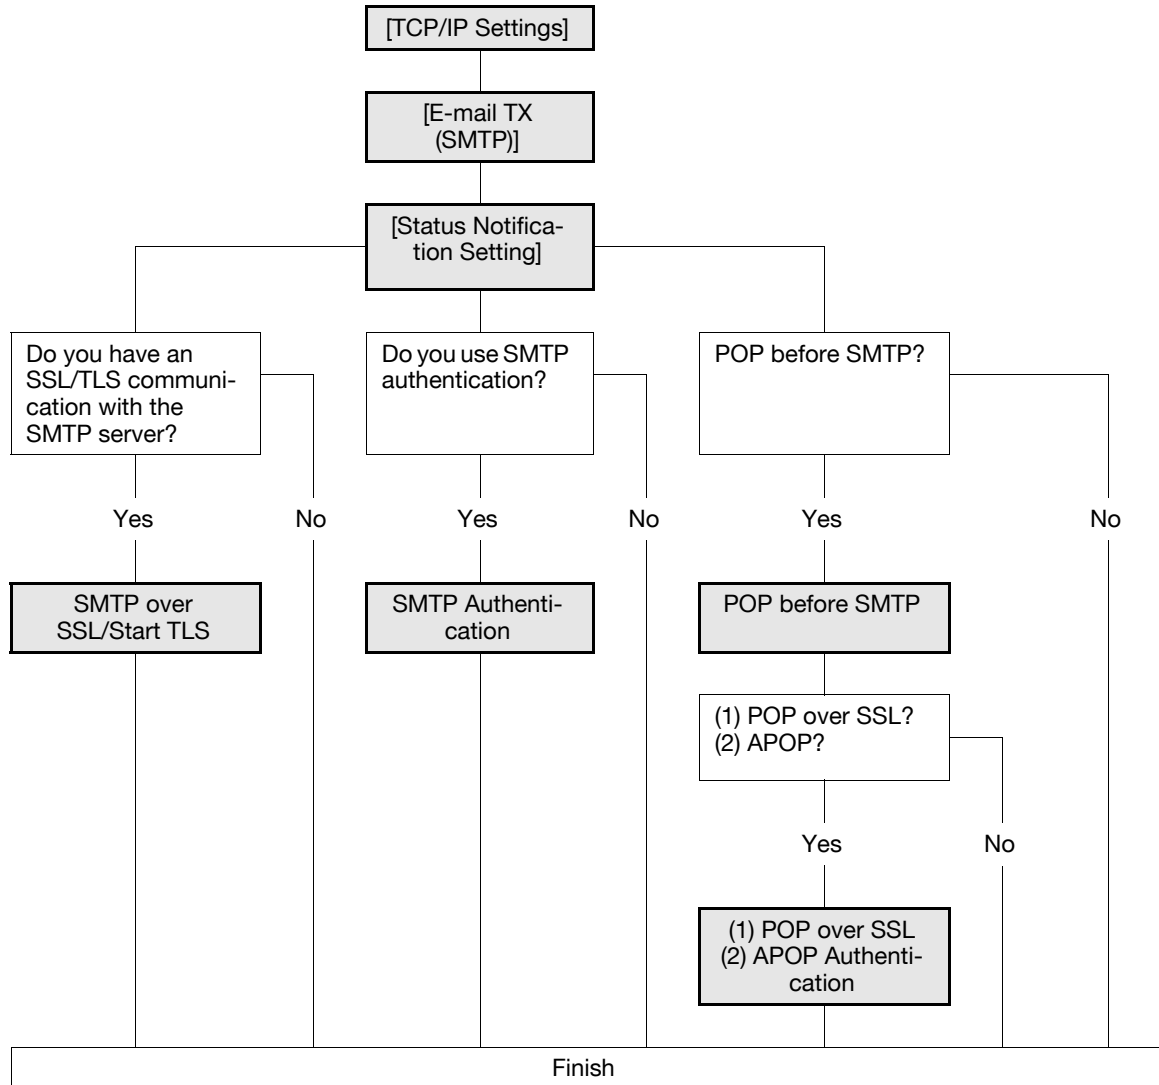 [TCP/IP Settings]
[E-mail TX
(SMTP)]
[Status Notifica-
tion Setting]
Do you have an
SSL/TLS communi-
cation with the
SMTP server?
Do you use SMTP
authentication?
POP before SMTP?
Yes
No
Yes
No
Yes
No
SMTP over
SSL/Start TLS
SMTP Authenti-
cation
POP before SMTP
(1) POP over SSL?
(2) APOP?
Yes
No
(1) POP over SSL
(2) APOP Authenti-
cation
Finish